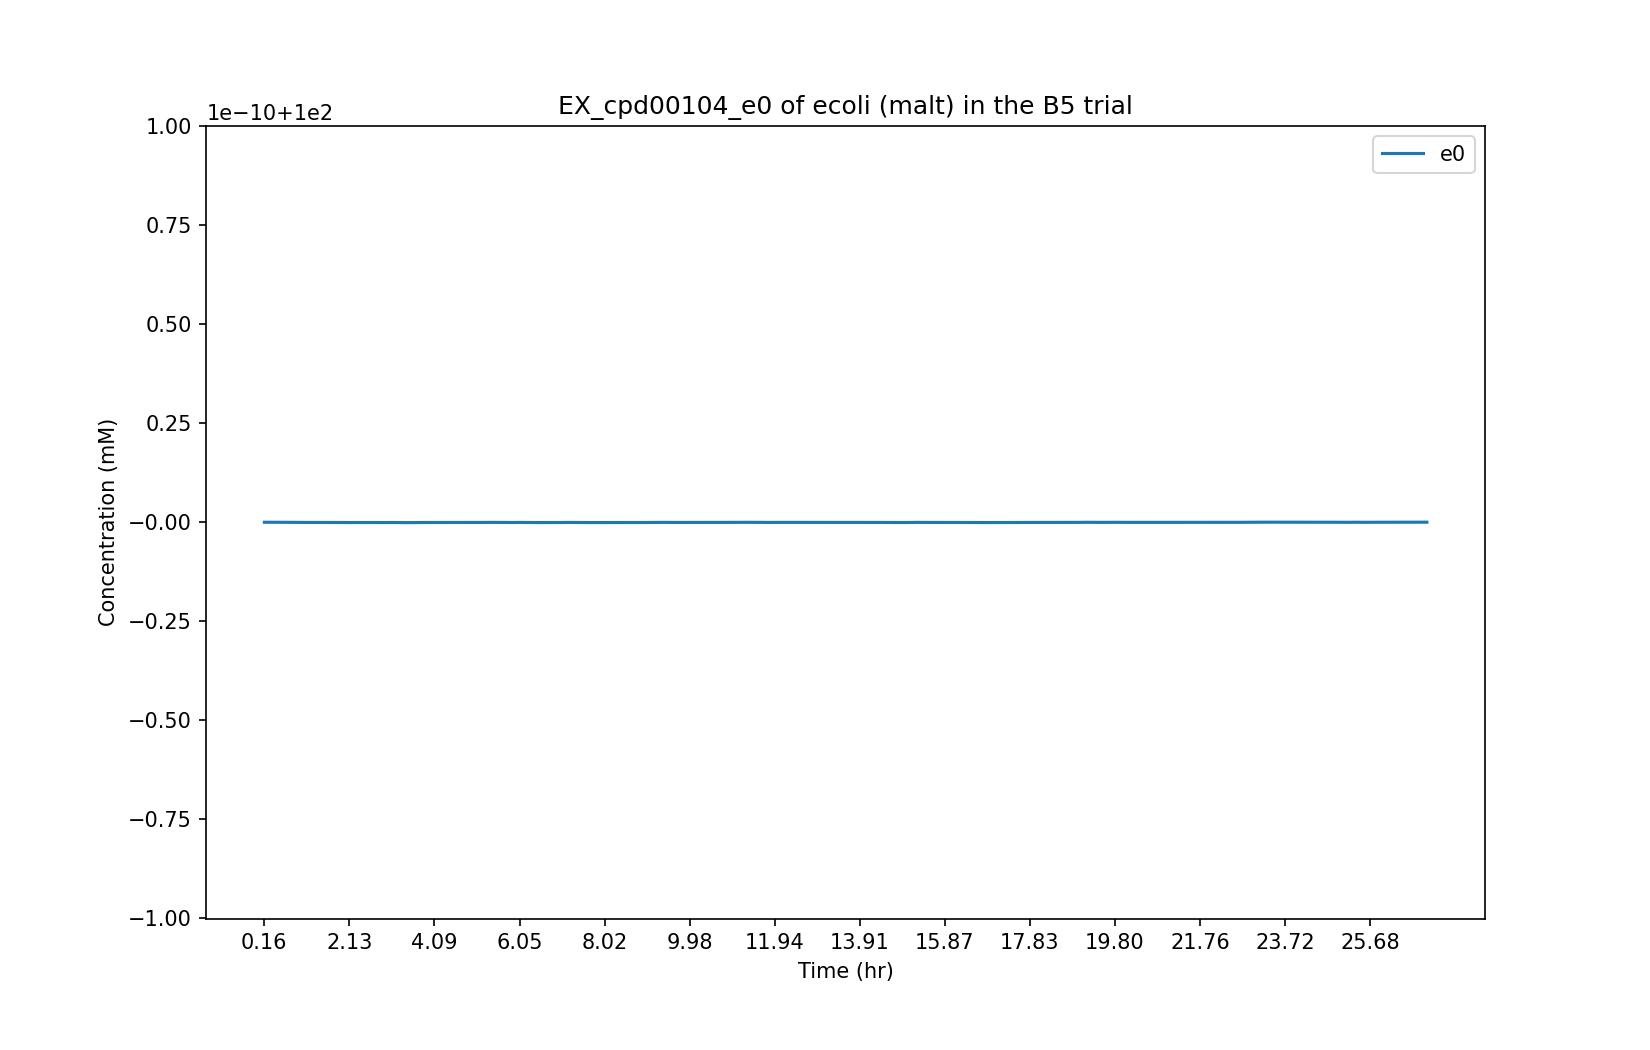 EX_cpd00104_e0 of ecoli (malt) in the B5 trial
1e−10+1e2
e0
1.00
0.75
0.50
0.25
−0.00
−0.25
−0.50
−0.75
−1.00
Concentration (mM)
0.16 2.13 4.09 6.05 8.02 9.98 11.94 13.91 15.87 17.83 19.80 21.76 23.72 25.68
Time (hr)